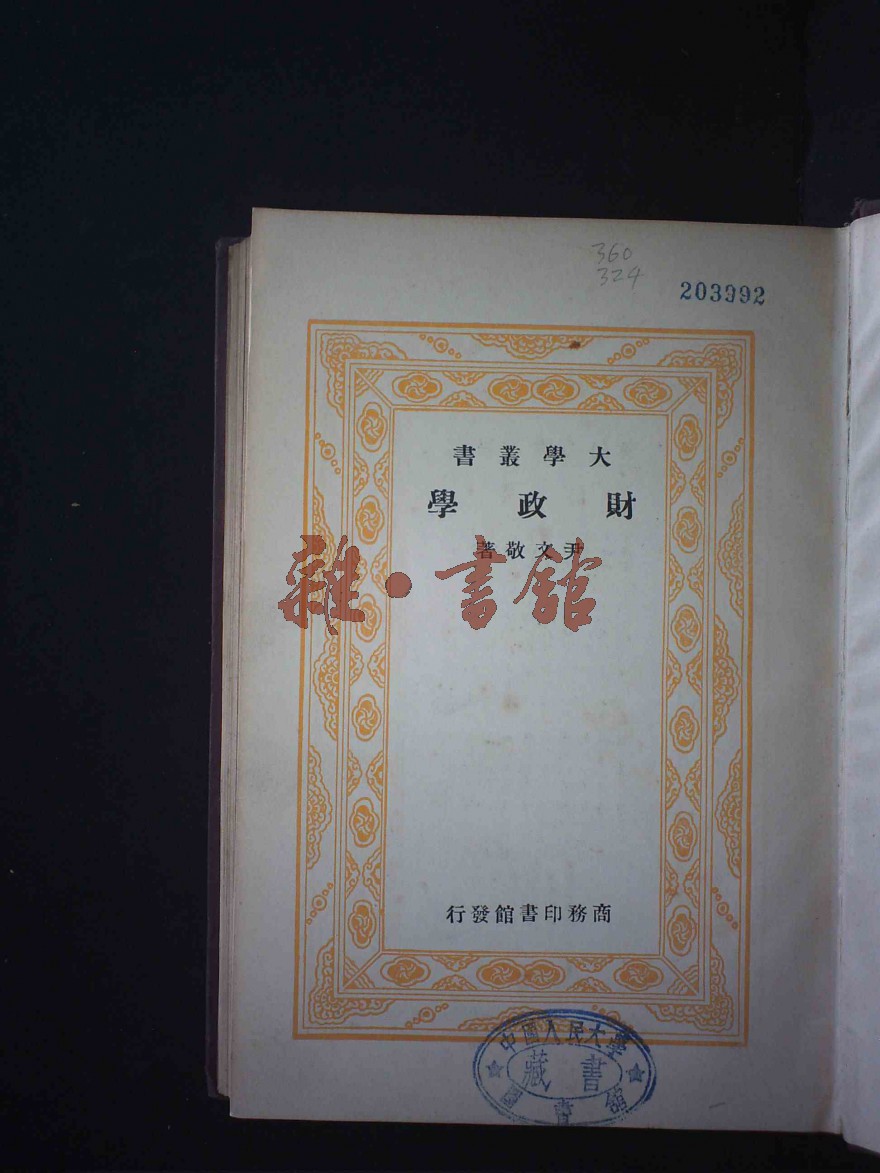 360
324
203992
大學叢書
財政學
尹文敬著
雜·書館
商務印書館發行
中國人民大學
藏書
圖書館